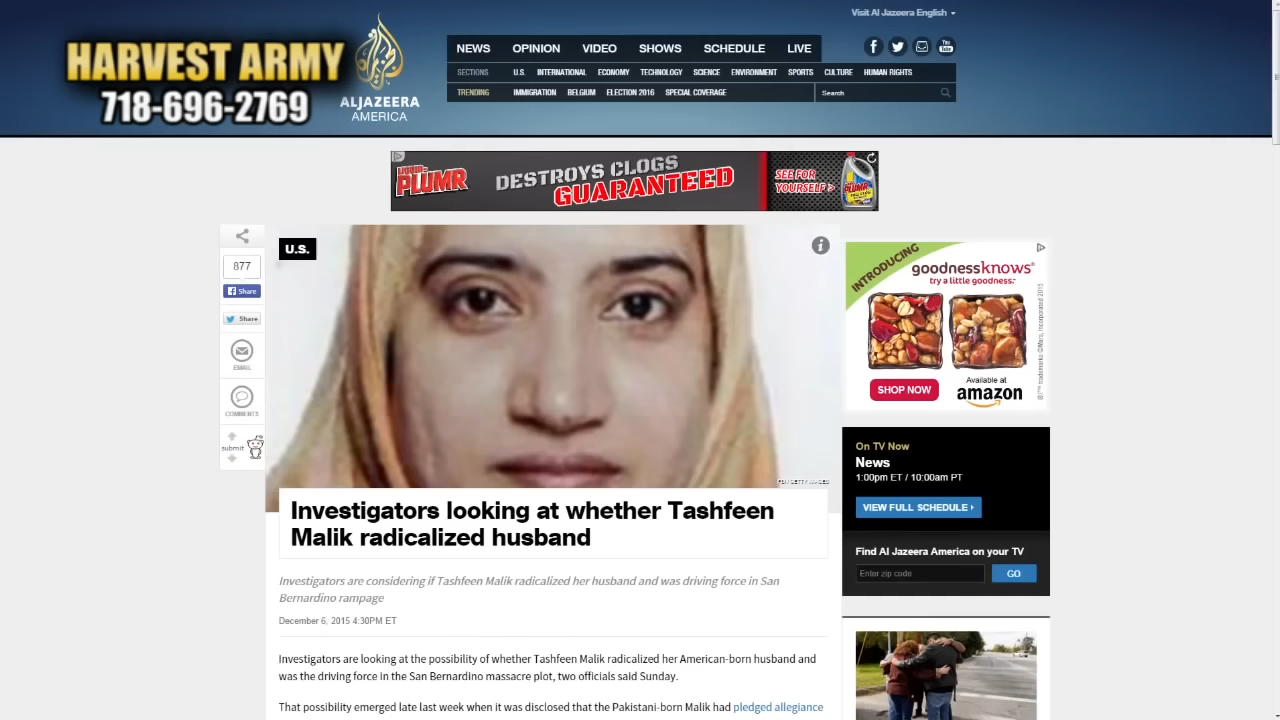 Visit Al Jazeera English
HARVEST ARMY
718-696-2769
ALJAZEERA
AMERICA
NEWS OPINION VIDEO SHOWS SCHEDULE LIVE
SECTIONS U.S. INTERNATIONAL ECONOMY TECHNOLOGY SCIENCE ENVIRONMENT SPORTS CULTURE HUMAN RIGHTS
TRENDING IMMIGRATION BELGIUM ELECTION 2016 SPECIAL COVERAGE Search
LIQUID-PLUMR
DESTROYS CLOGS
GUARANTEED
SEE FOR
YOURSELF >
877
Share
Share
EMAIL
COMMENTS
submit
U.S.
Investigators looking at whether Tashfeen
Malik radicalized husband
Investigators are considering if Tashfeen Malik radicalized her husband and was driving force in San
Bernardino rampage
December 6, 2015 4:30PM ET
Investigators are looking at the possibility of whether Tashfeen Malik radicalized her American-born husband and
was the driving force in the San Bernardino massacre plot, two officials said Sunday.
That possibility emerged late last week when it was disclosed that the Pakistani-born Malik had pledged allegiance
INTRODUCING
goodnessknows®
try a little goodness.™
SHOP NOW
Available at
amazon
®/™ trademarks ©Mars, Incorporated 2015
On TV Now
News
1:00pm ET / 10:00am PT
VIEW FULL SCHEDULE
Find Al Jazeera America on your TV
Enter zip code GO